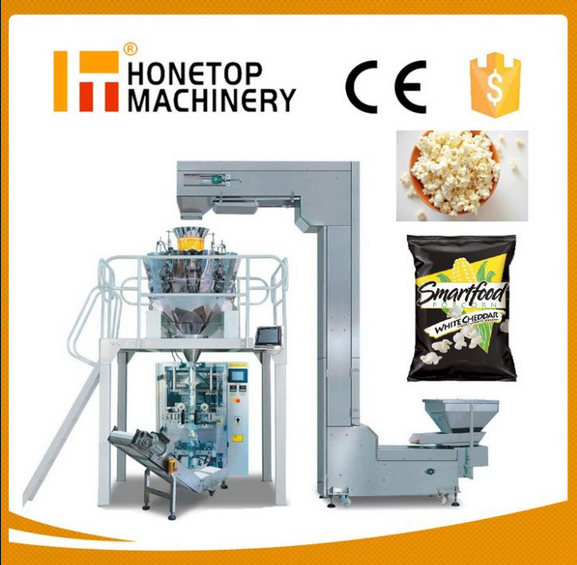 ®
HONETOP
MACHINERY
CE
$
Smartfood
POPCORN
WHITE CHEDDAR